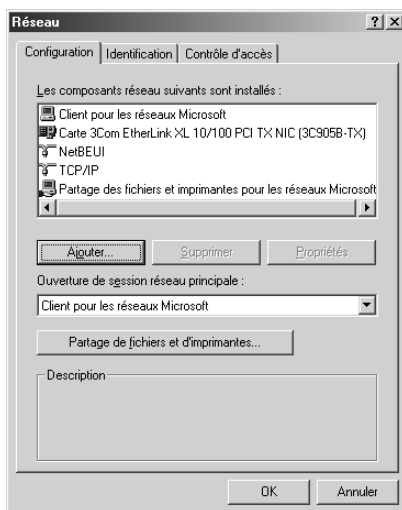 Réseau
Configuration Identification Contrôle d'accès
Les composants réseau suivants sont installés :
Client pour les réseaux Microsoft
Carte 3Com EtherLink XL 10/100 PCI TX NIC (3C905B-TX)
NetBEUI
TCP/IP
Partage des fichiers et imprimantes pour les réseaux Microsoft
Ajouter... Supprimer Propriétés
Ouverture de session réseau principale :
Client pour les réseaux Microsoft
Partage de fichiers et d'imprimantes...
Description
OK Annuler